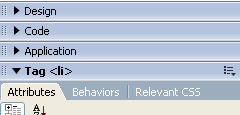 Design
Code
Application
Tag <li>
Attributes Behaviors Relevant CSS